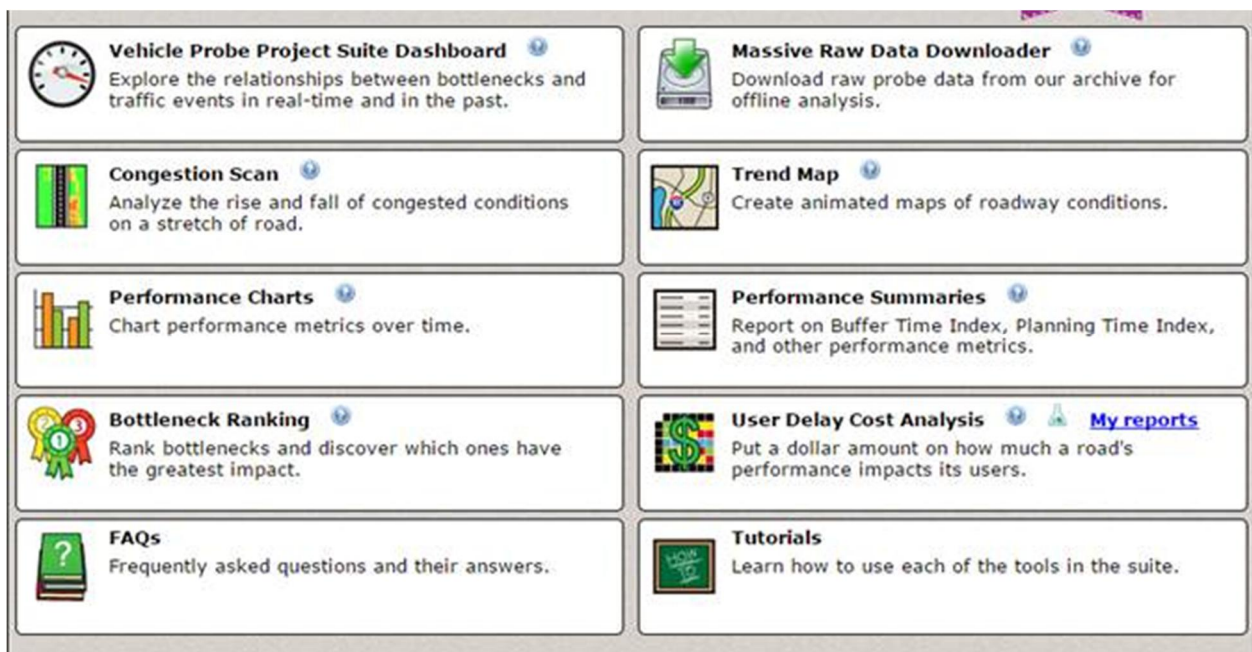 Vehicle Probe Project Suite Dashboard
Explore the relationships between bottlenecks and
traffic events in real-time and in the past.
Massive Raw Data Downloader
Download raw probe data from our archive for
offline analysis.
Congestion Scan
Analyze the rise and fall of congested conditions
on a stretch of road.
Trend Map
Create animated maps of roadway conditions.
Performance Charts
Chart performance metrics over time.
Performance Summaries
Report on Buffer Time Index, Planning Time Index,
and other performance metrics.
2 3
1
Bottleneck Ranking
Rank bottlenecks and discover which ones have
the greatest impact.
$
User Delay Cost Analysis My reports
Put a dollar amount on how much a road's
performance impacts its users.
?
FAQs
Frequently asked questions and their answers.
HOW
TO
Tutorials
Learn how to use each of the tools in the suite.